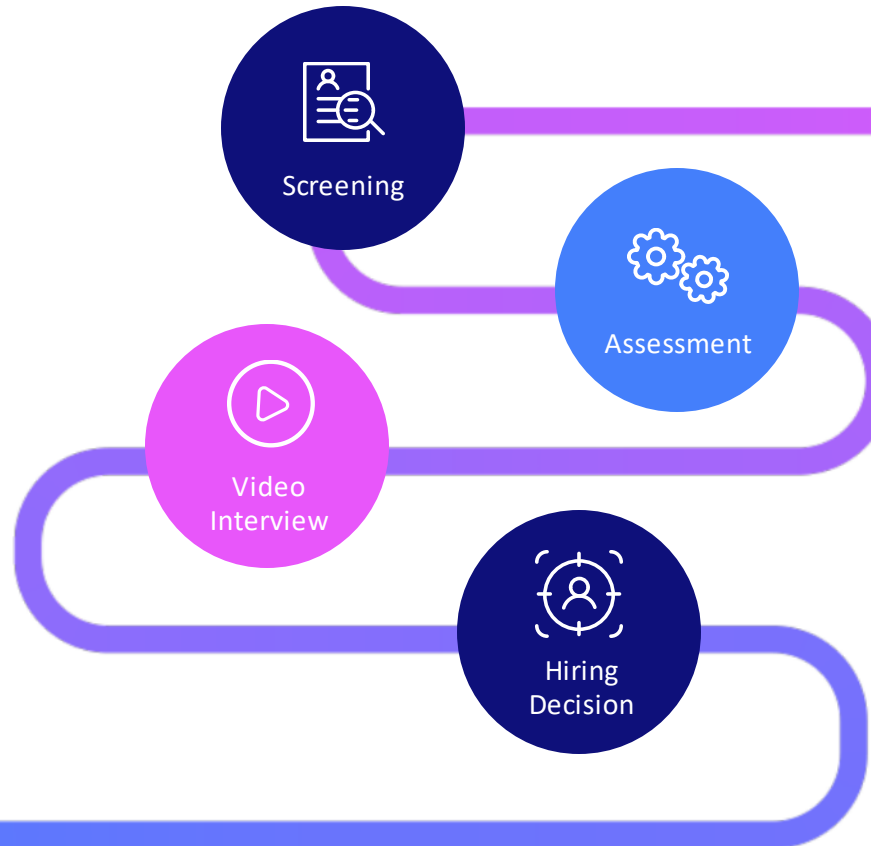 Screening
Assessment
Video
Interview
Hiring
Decision